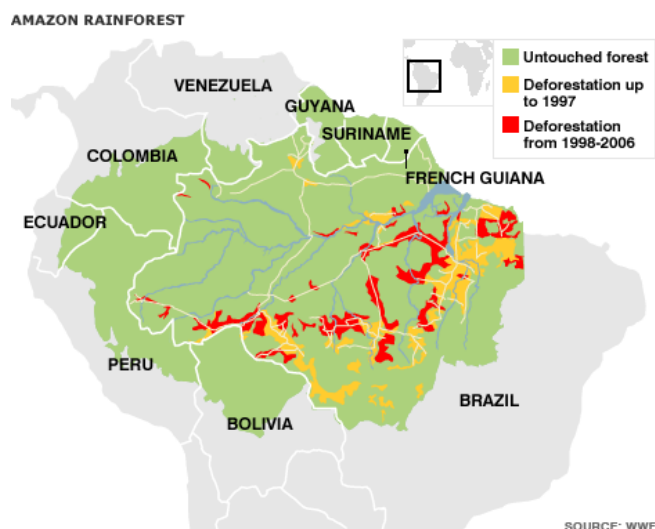 AMAZON RAINFOREST
Untouched forest
Deforestation up
to 1997
Deforestation
from 1998-2006
VENEZUELA
GUYANA
SURINAME
COLOMBIA
FRENCH GUIANA
ECUADOR
PERU
BRAZIL
BOLIVIA
SOURCE: WWF